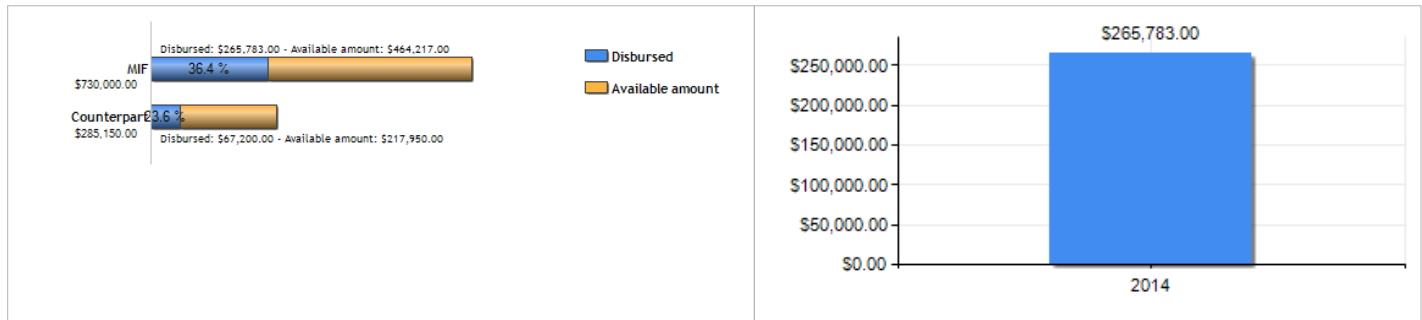 Disbursed: $265,783.00 - Available amount: $464,217.00
MIF
36.4 %
$730,000.00
Counterpart
23.6 %
$285,150.00
Disbursed: $67,200.00 - Available amount: $217,950.00
Disbursed
Available amount
$265,783.00
$250,000.00
$200,000.00
$150,000.00
$100,000.00
$50,000.00
$0.00
2014